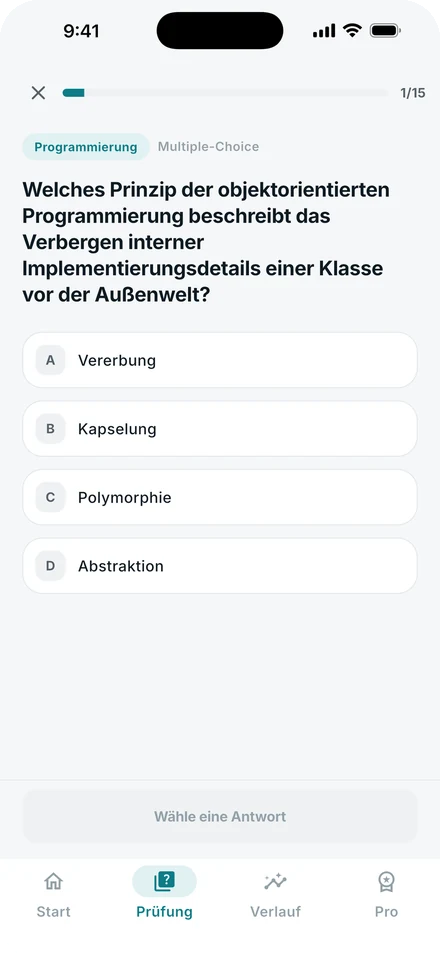 9:41
1/15
Programmierung Multiple-Choice
Welches Prinzip der objektorientierten
Programmierung beschreibt das
Verbergen interner
Implementierungsdetails einer Klasse
vor der Außenwelt?
A Vererbung
B Kapselung
C Polymorphie
D Abstraktion
Wähle eine Antwort
Start Prüfung Verlauf Pro